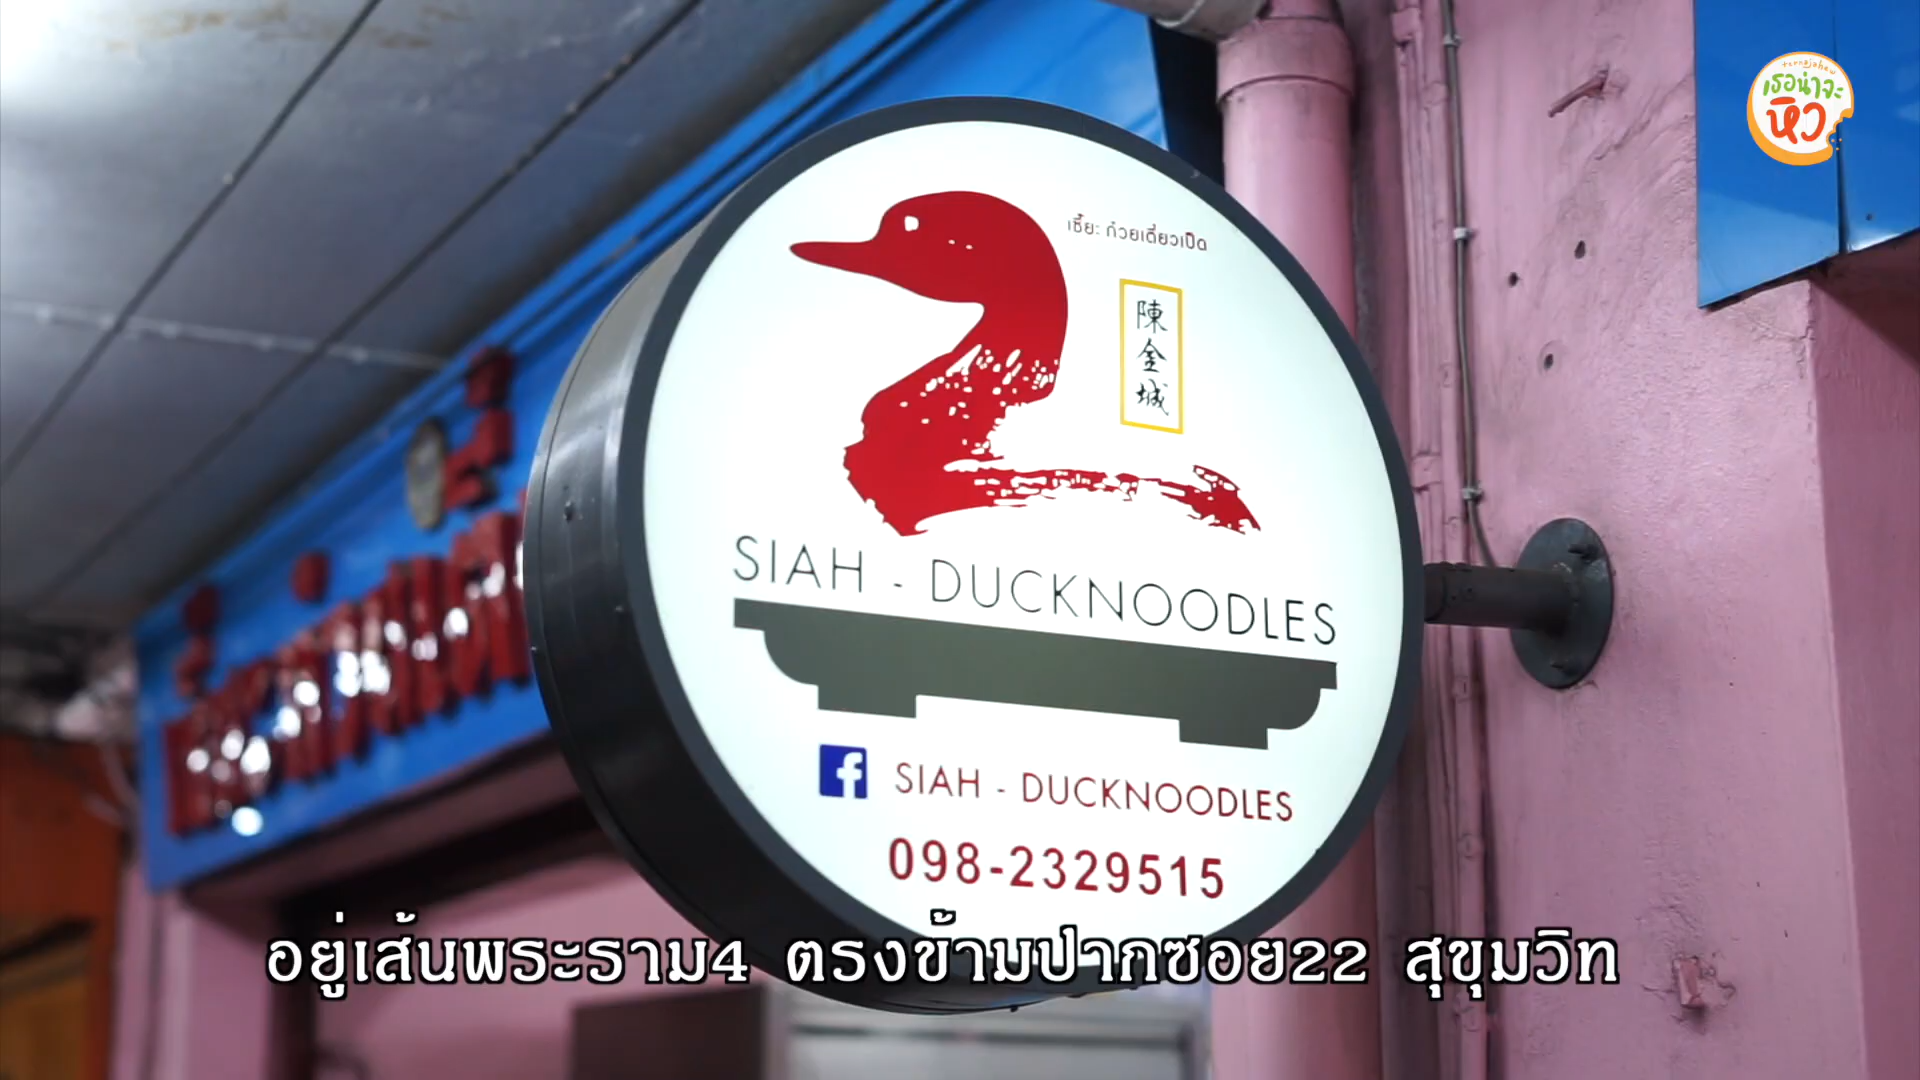 ternajahew
เธอน่าจะ
หิว
เซี๊ยะ ก๋วยเตี๋ยวเป็ด
陳
金
城
SIAH - DUCKNOODLES
f SIAH - DUCKNOODLES
098-2329515
อยู่เส้นพระราม4 ตรงข้ามปากซอย22 สุขุมวิท